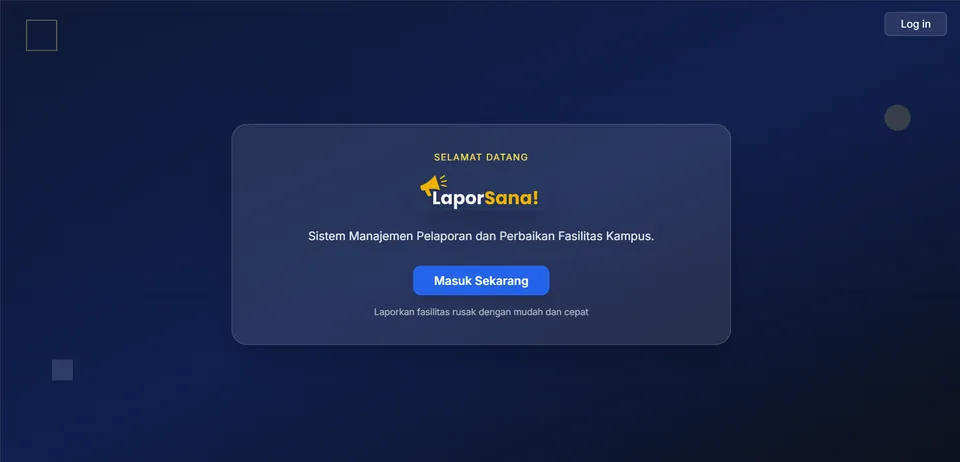 Log in
SELAMAT DATANG
LaporSana!
Sistem Manajemen Pelaporan dan Perbaikan Fasilitas Kampus.
Masuk Sekarang
Laporkan fasilitas rusak dengan mudah dan cepat